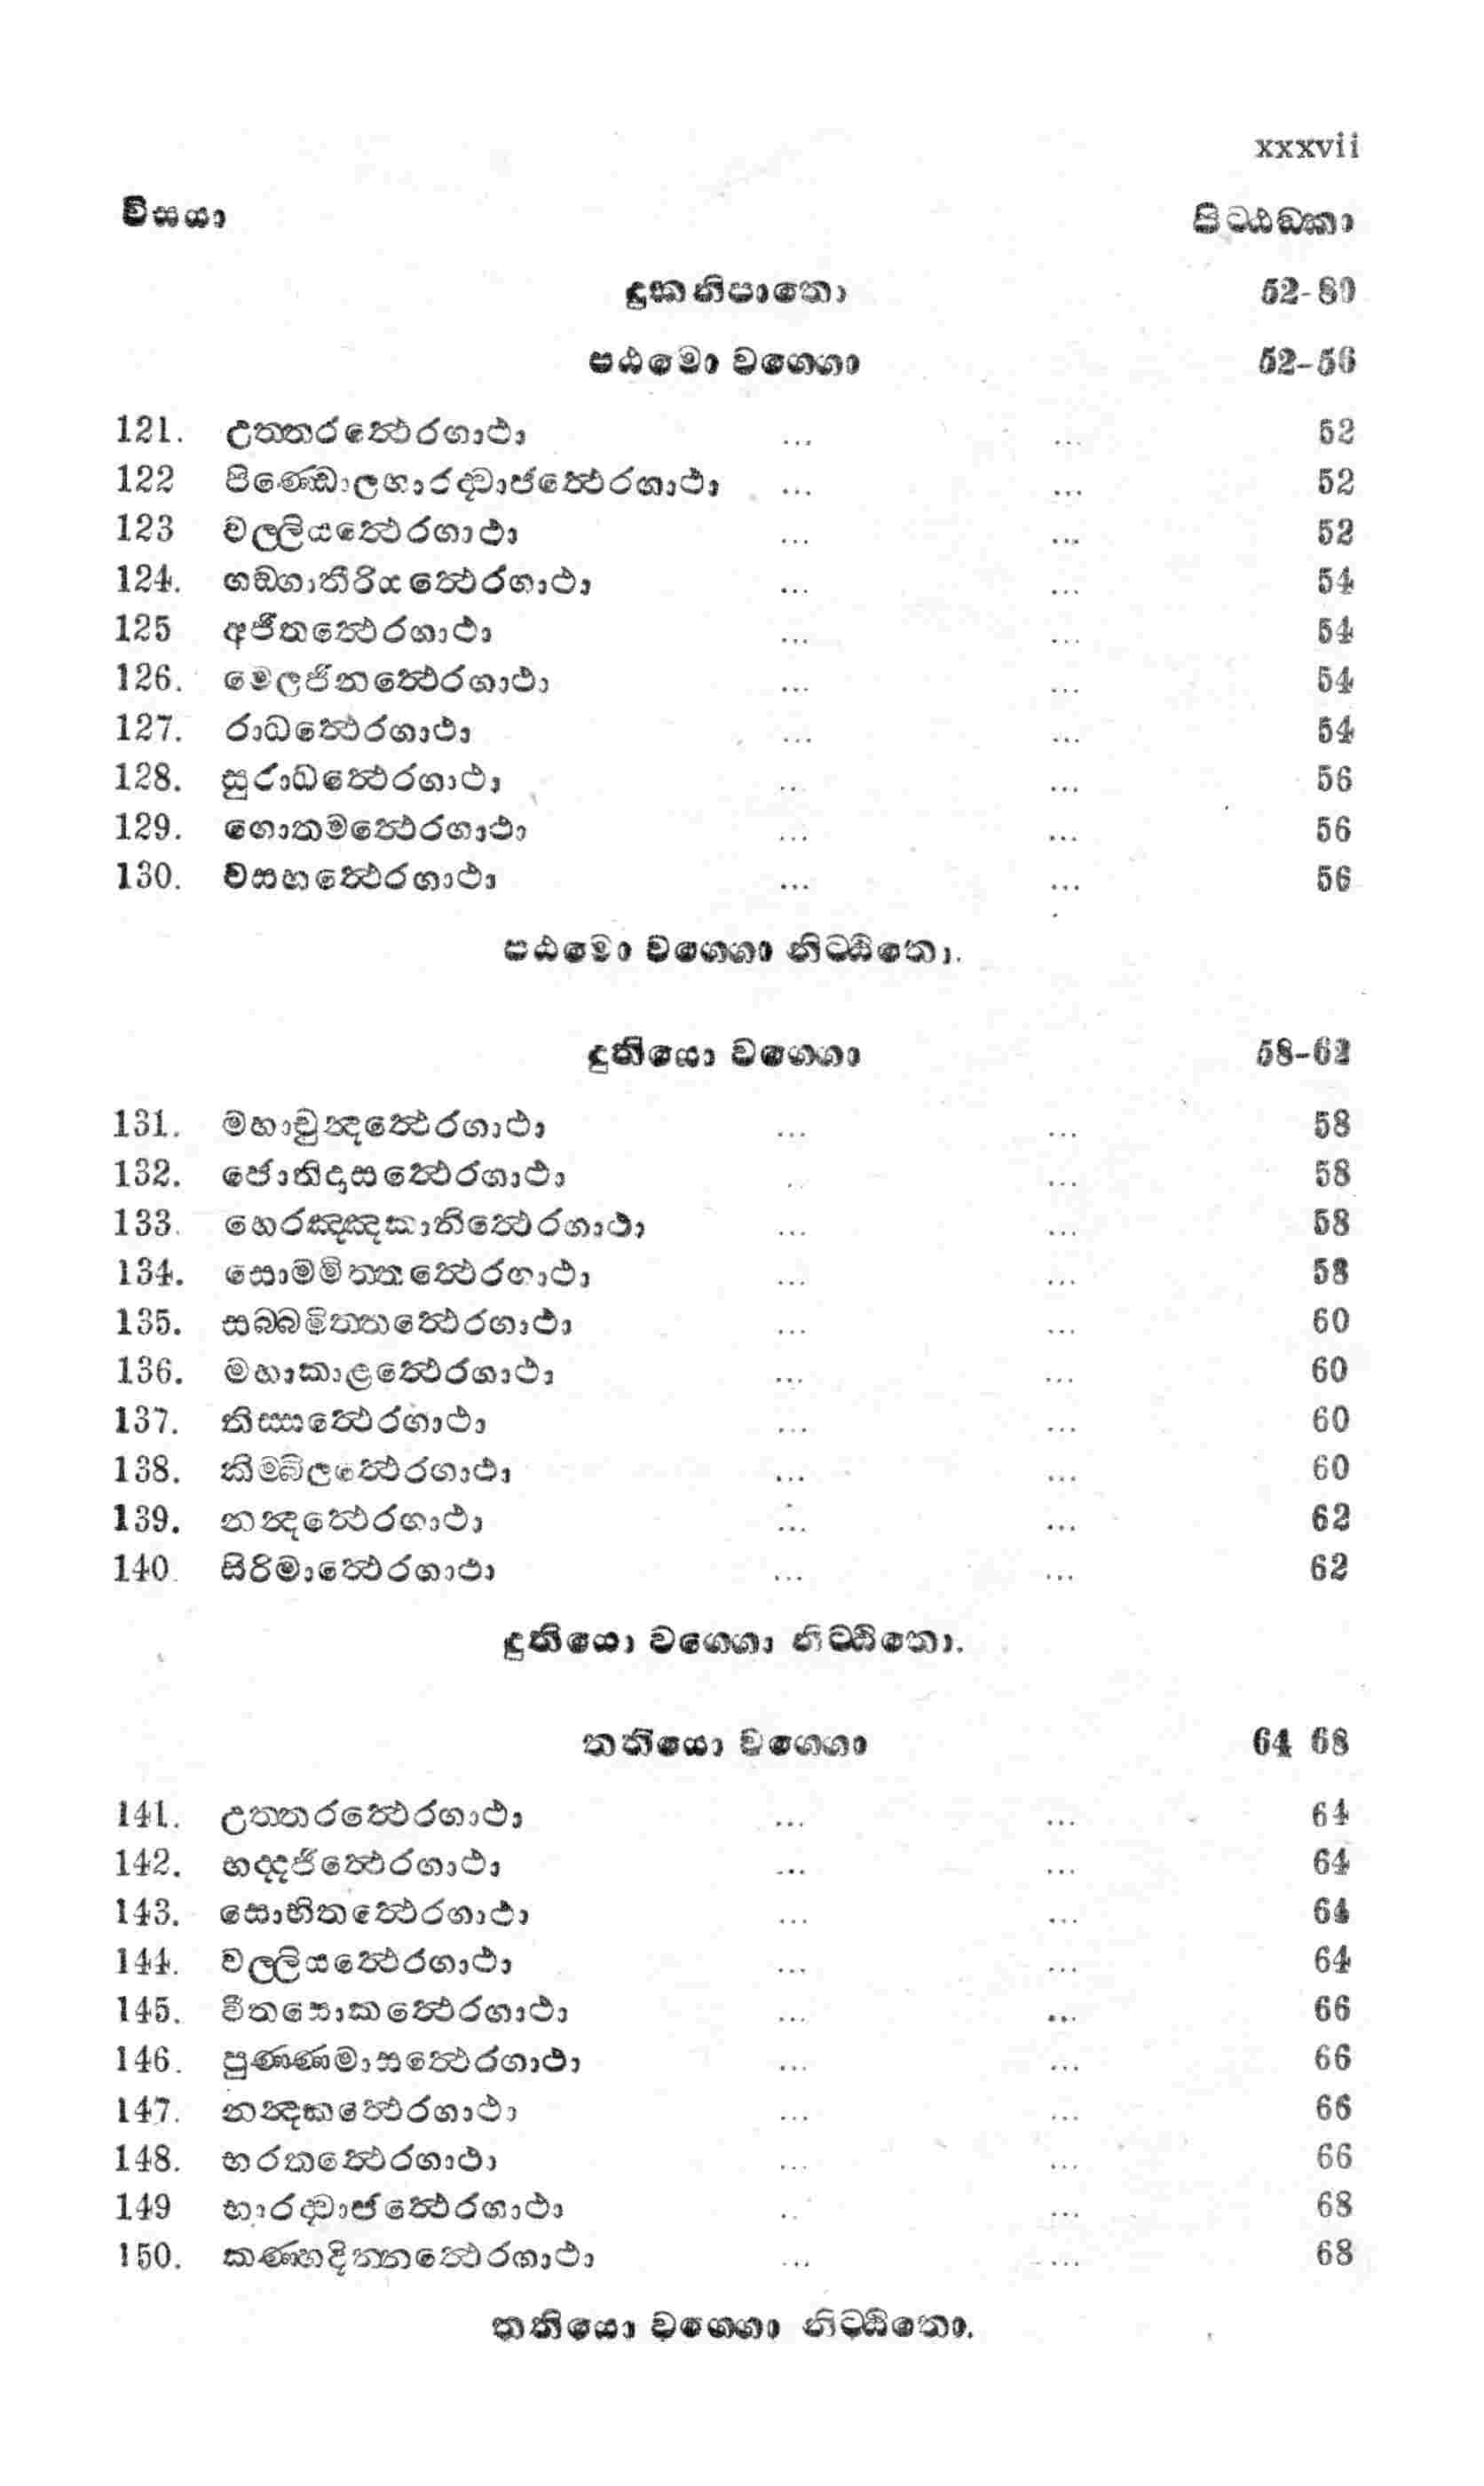 xxxvii
විසයා පිට්ඨඞ්කා
දුකනිපාතො 52-80
පඨමො වග්ගො 52-56
121. උත්තරත්ථෙරගාථා ... ... 52
122 පිණ්ඩොලභාරද්වාජත්ථෙරගාථා ... ... 52
123 වල්ලියත්ථෙරගාථා ... ... 52
124. ගඞ්ගාතීරියත්ථෙරගාථා ... ... 54
125 අජිනත්ථෙරගාථා ... ... 54
126. මෙලජිනත්ථෙරගාථා ... ... 54
127. රාධත්ථෙරගාථා ... ... 54
128. සුරාධත්ථෙරගාථා .. ... 56
129. ගොතමත්ථෙරගාථා ... ... 56
130. වසභත්ථෙරගාථා ... ... 56
පඨමො වග්ගො නිට්ඨිතො.
දුතියො වග්ගො 58-62
131. මහාචුන්දත්ථෙරගාථා ... ... 58
132. ජොතිදාසත්ථෙරගාථා .. ... 58
133. හෙරඤ්ඤකානිත්ථෙරගාථා ... ... 58
134. සොමමිත්තත්ථෙරගාථා ... ... 58
135. සබ්බමිත්තත්ථෙරගාථා ... ... 60
136. මහාකාළත්ථෙරගාථා ... ... 60
137. තිස්සත්ථෙරගාථා ... ... 60
138. කිම්බිලත්ථෙරගාථා ... ... 60
139. නන්දත්ථෙරගාථා ... ... 62
140. සිරිමාත්ථෙරගාථා ... ... 62
දුතියො වග්ගො නිට්ඨිතො.
තතියො වග්ගො 64 68
141. උත්තරත්ථෙරගාථා ... ... 64
142. භද්දජිත්ථෙරගාථා ... ... 64
143. සොභිතත්ථෙරගාථා ... ... 64
144. වල්ලියත්ථෙරගාථා ... ... 64
145. වීතසොකත්ථෙරගාථා ... ... 66
146. පුණ්ණමාසත්ථෙරගාථා ... ... 66
147. නන්දකත්ථෙරගාථා ... ... 66
148. භරතත්ථෙරගාථා ... ... 66
149 භාරද්වාජත්ථෙරගාථා .. ... 68
150. කණ්හදින්නත්ථෙරගාථා ... ... 68
තතියො වග්ගො නිට්ඨිතො.